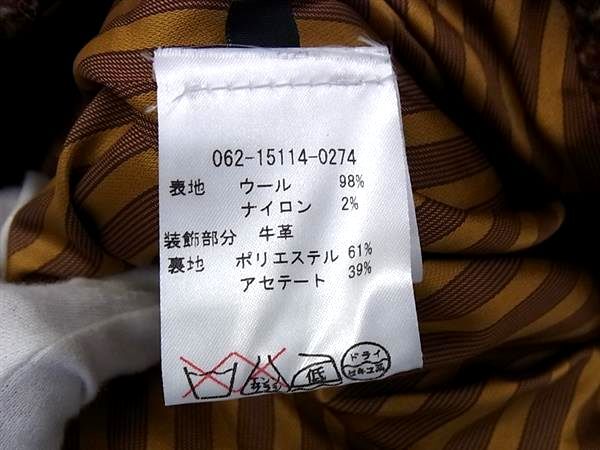 062-15114-0274
表地 ウール 98%
ナイロン 2%
装飾部分 牛革
裏地 ポリエステル 61%
アセテート 39%
低
ドライ